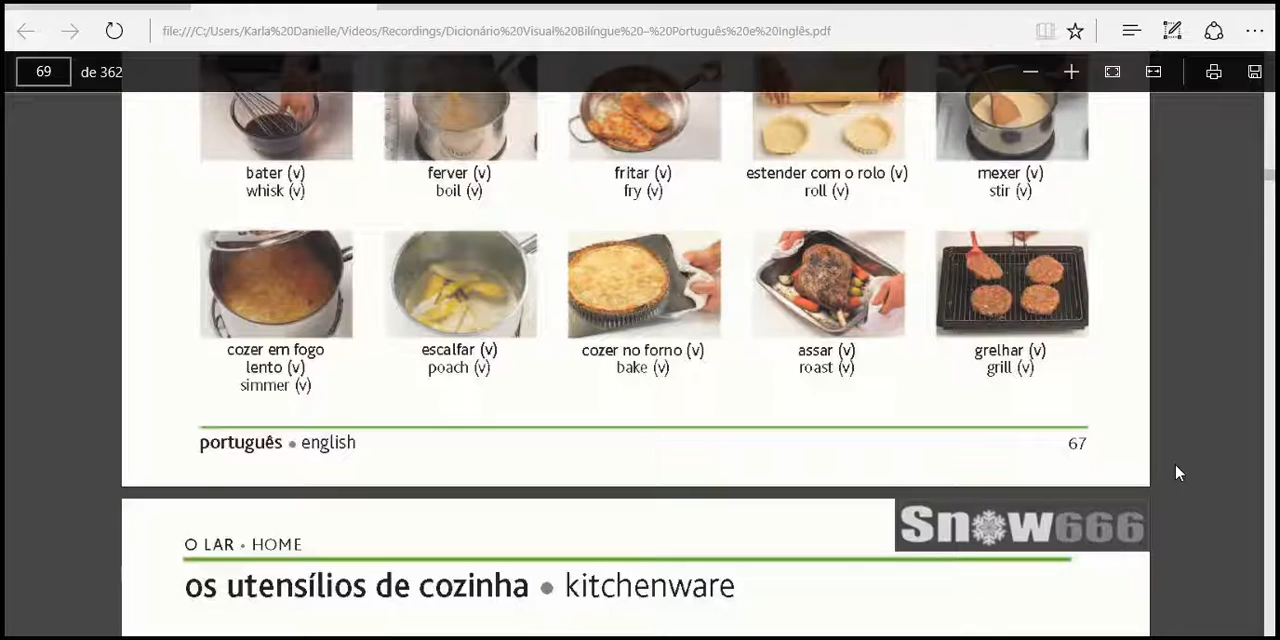 file:///C:/Users/Karla%20Danielle/Videos/Recordings/Dicionário%20Visual%20Bilíngue%20–%20Português%20e%20Inglês.pdf
69 de 362
bater (v) ferver (v) fritar (v) estender com o rolo (v) mexer (v)
whisk (v) boil (v) fry (v) roll (v) stir (v)
cozer em fogo escalfar (v) cozer no forno (v) assar (v) grelhar (v)
lento (v) poach (v) bake (v) roast (v) grill (v)
simmer (v)
português • english 67
Snow666
O LAR • HOME
os utensílios de cozinha • kitchenware